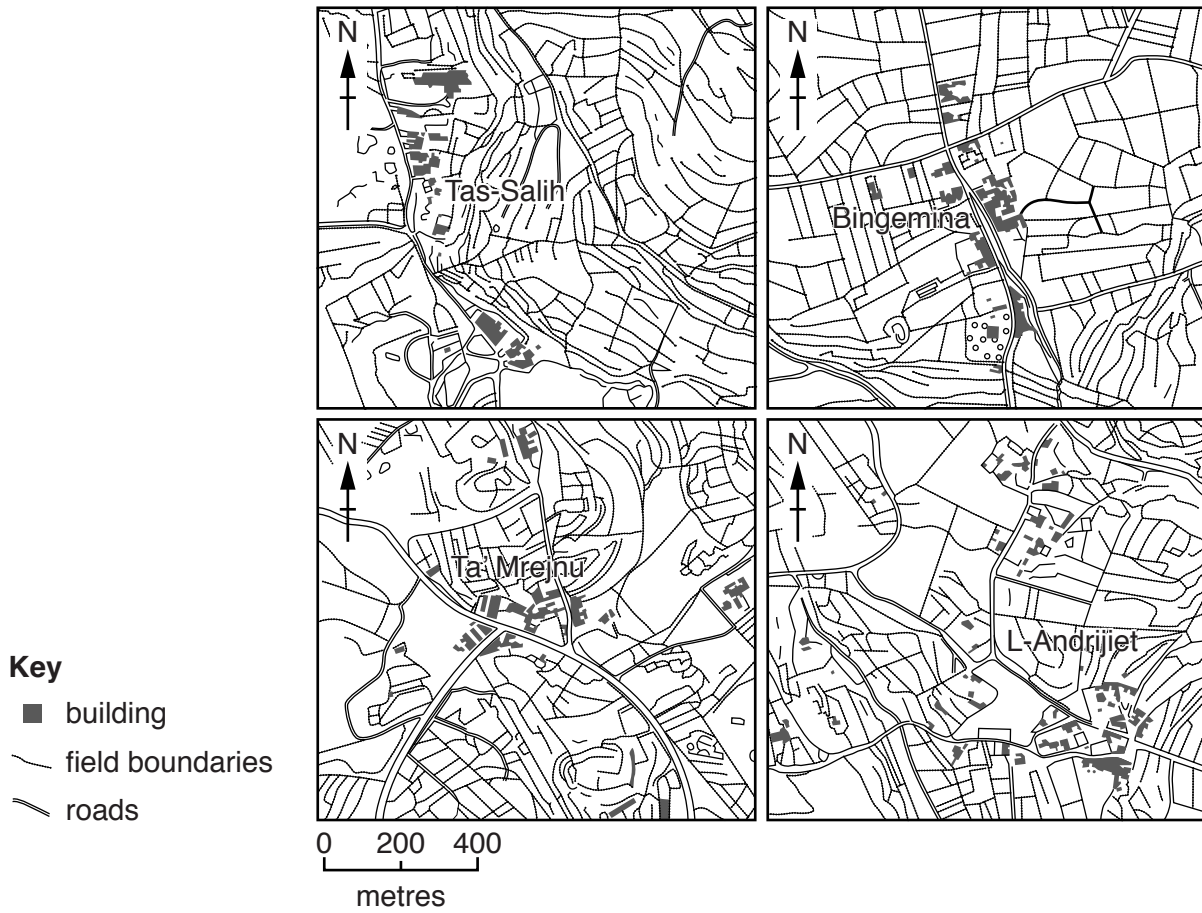 N
Tas-Salih
N
Bingemina
N
Ta' Mrejnu
N
L-Andrijiet
Key
building
field boundaries
roads
0 200 400
metres